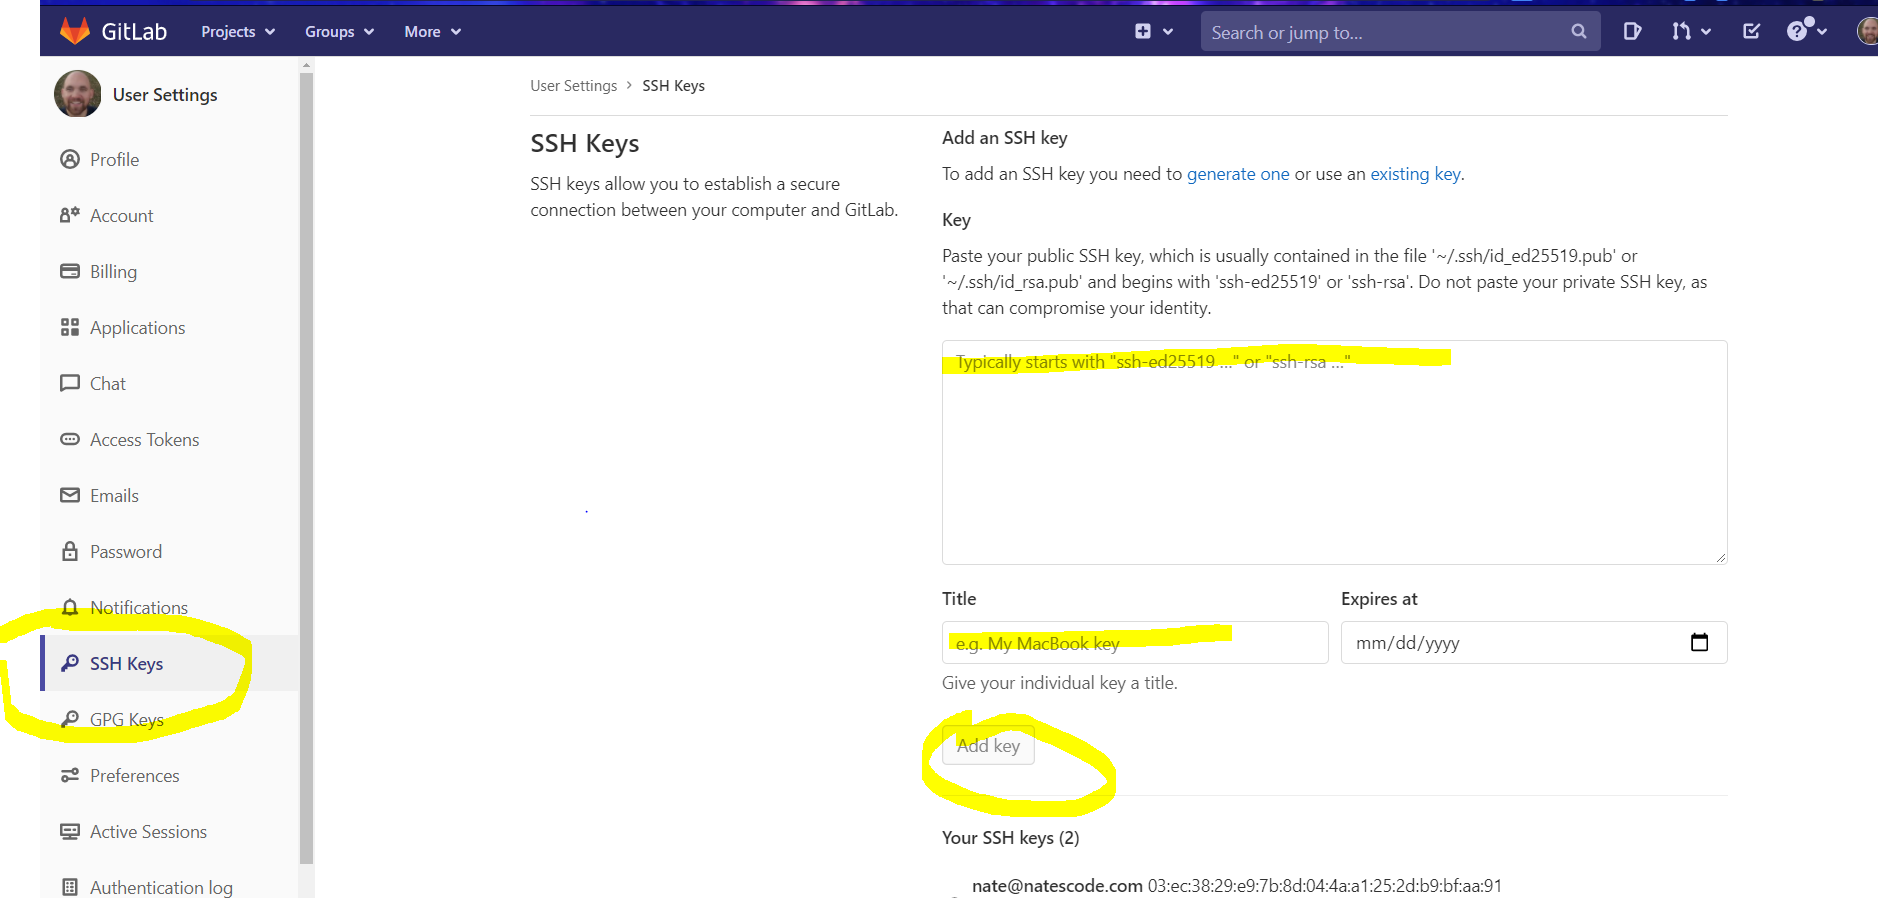 GitLab Projects Groups More Search or jump to...
User Settings
Profile
Account
Billing
Applications
Chat
Access Tokens
Emails
Password
Notifications
SSH Keys
GPG Keys
Preferences
Active Sessions
Authentication log
User Settings > SSH Keys
SSH Keys
SSH keys allow you to establish a secure
connection between your computer and GitLab.
Add an SSH key
To add an SSH key you need to generate one or use an existing key.
Key
Paste your public SSH key, which is usually contained in the file '~/.ssh/id_ed25519.pub' or
'~/.ssh/id_rsa.pub' and begins with 'ssh-ed25519' or 'ssh-rsa'. Do not paste your private SSH key, as
that can compromise your identity.
Typically starts with "ssh-ed25519 ..." or "ssh-rsa ..."
Title
e.g. My MacBook key
Give your individual key a title.
Expires at
mm/dd/yyyy
Add key
Your SSH keys (2)
nate@natescode.com 03:ec:38:29:e9:7b:8d:04:4a:a1:25:2d:b9:bf:aa:91